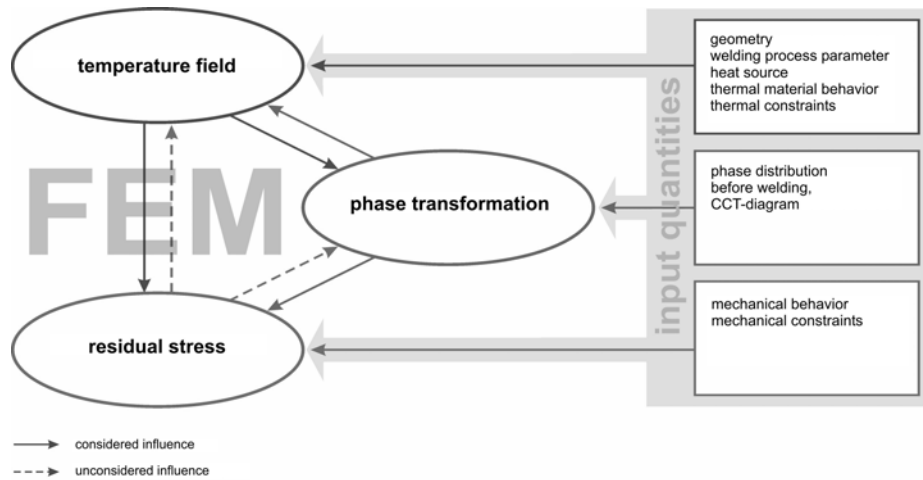 temperature field
geometry
welding process parameter
heat source
thermal material behavior
thermal constraints
FEM
phase transformation
input quantities
phase distribution
before welding,
CCT-diagram
residual stress
mechanical behavior
mechanical constraints
considered influence
unconsidered influence